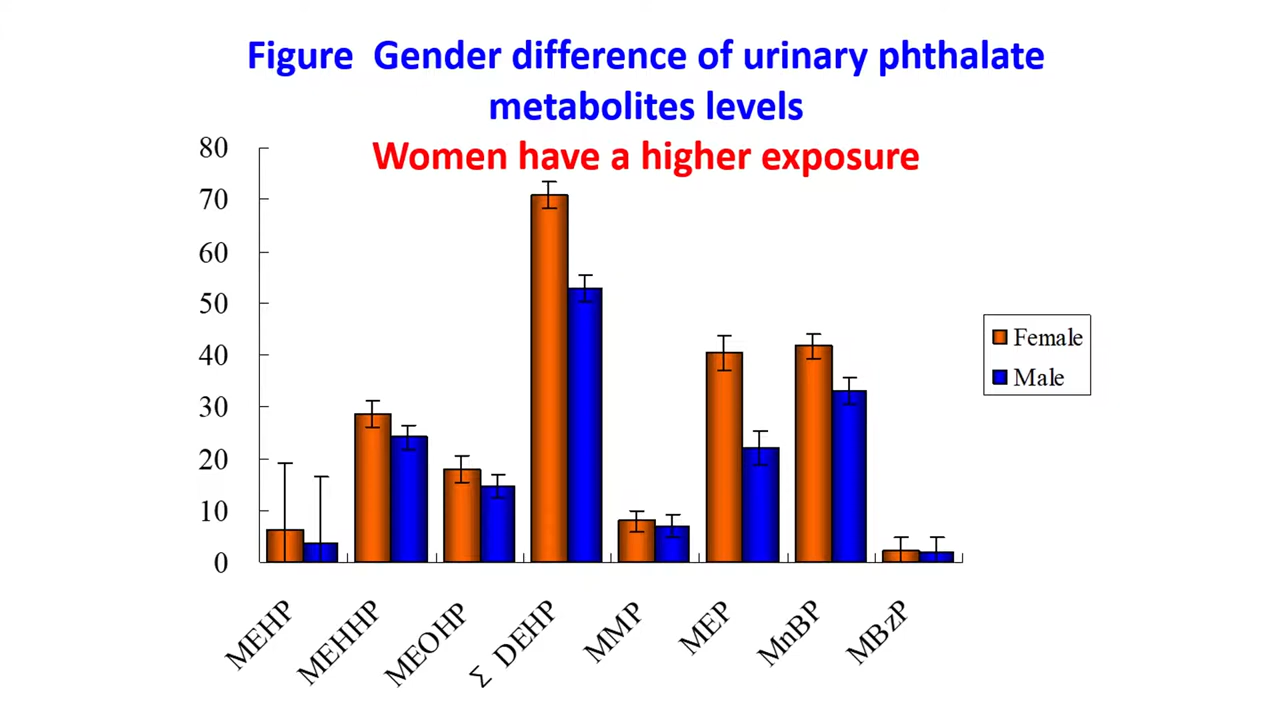 Figure  Gender difference of urinary phthalate
metabolites levels
Women have a higher exposure
80
70
60
50
40
30
20
10
0
Female
Male
MEHP
MEHHP
MEOHP
Σ DEHP
MMP
MEP
MnBP
MBzP